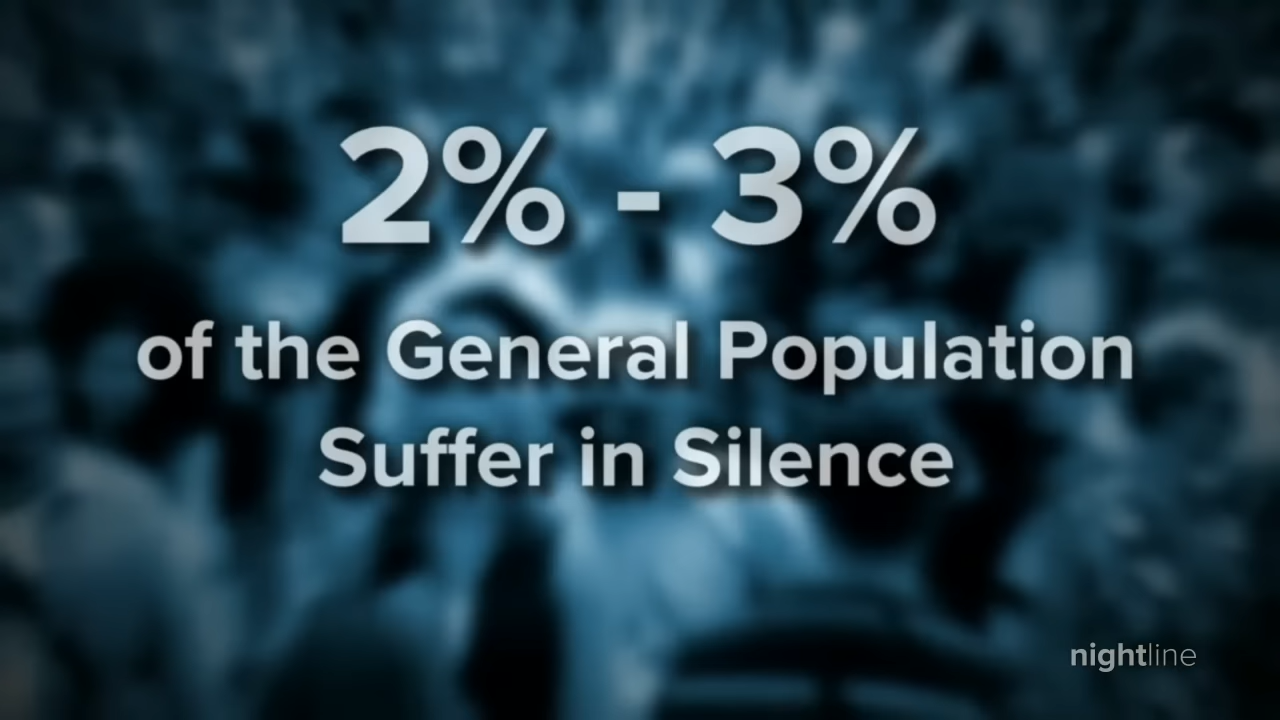 2% - 3%
of the General Population
Suffer in Silence
nightline